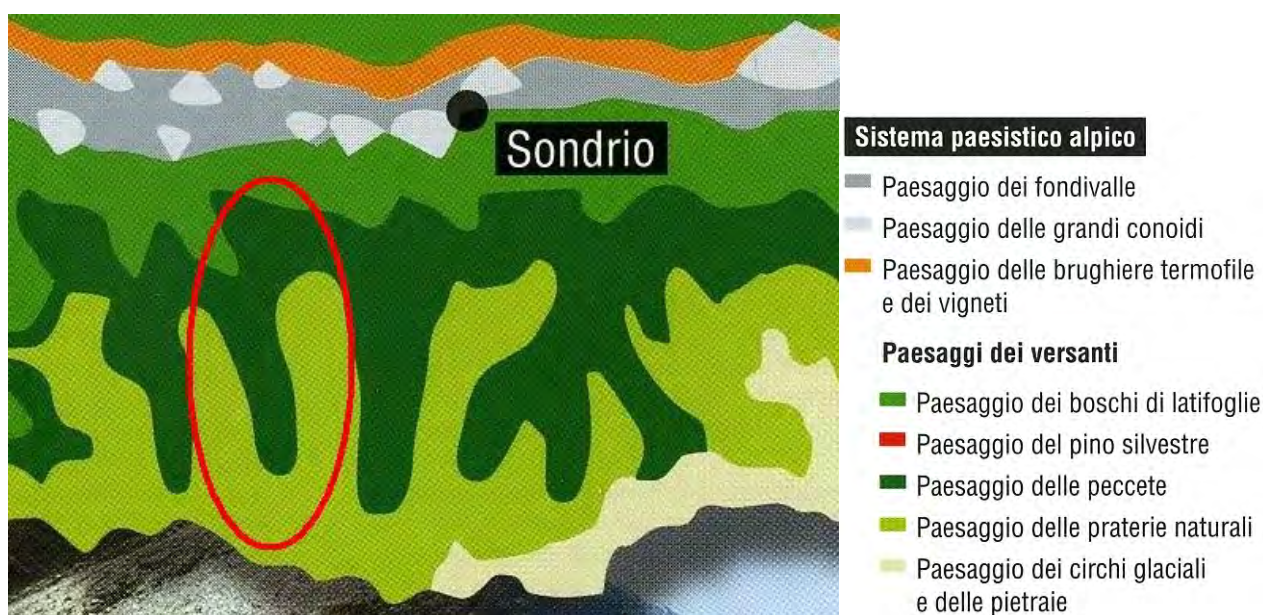 Sondrio
Sistema paesistico alpico
Paesaggio dei fondivalle
Paesaggio delle grandi conoidi
Paesaggio delle brughiere termofile
e dei vigneti
Paesaggi dei versanti
Paesaggio dei boschi di latifoglie
Paesaggio del pino silvestre
Paesaggio delle peccete
Paesaggio delle praterie naturali
Paesaggio dei circhi glaciali
e delle pietraie